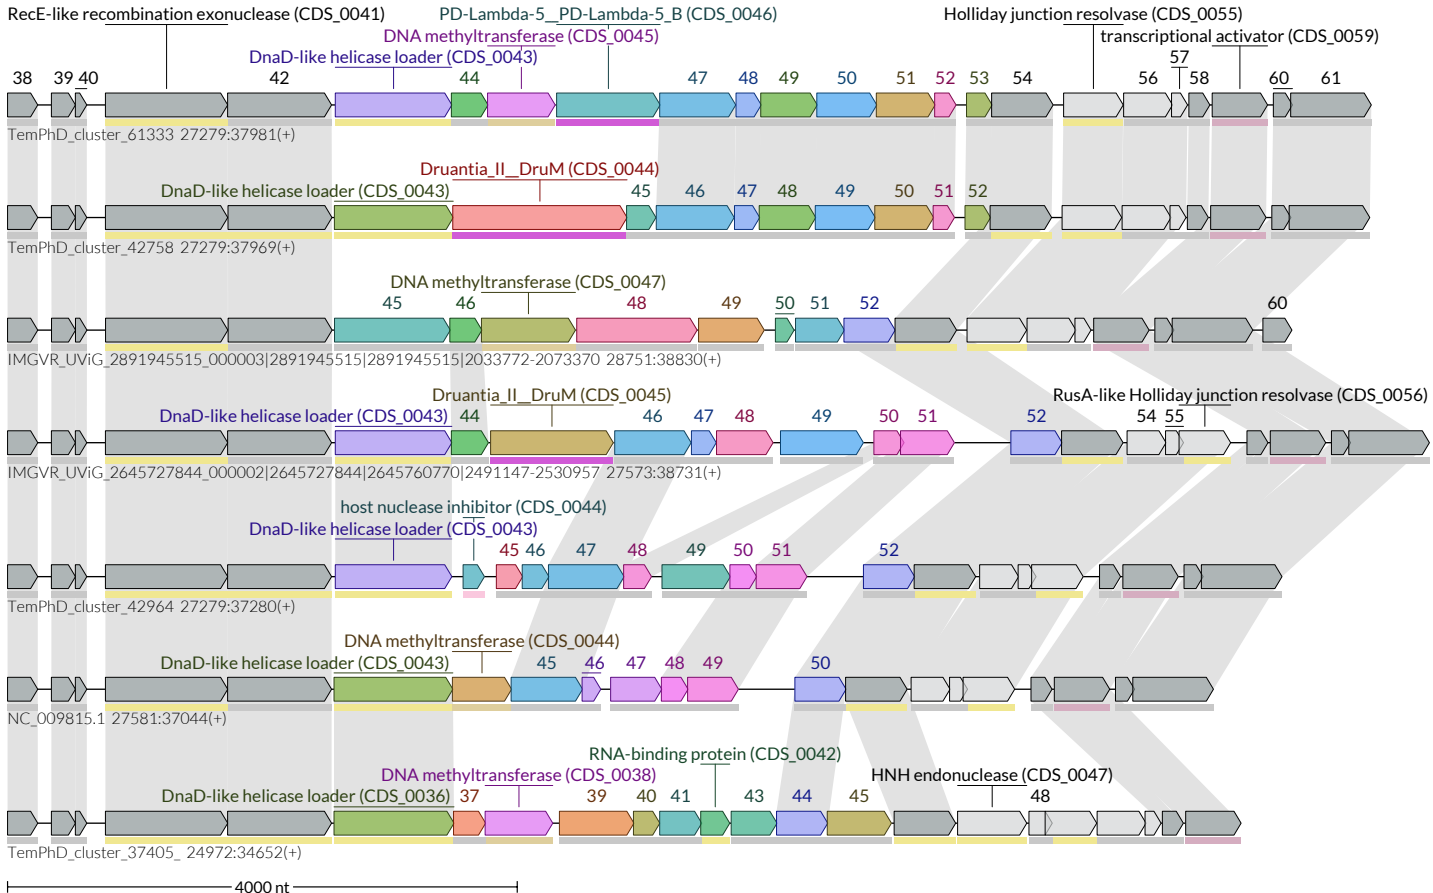 RecE-like recombination exonuclease (CDS_0041) PD-Lambda-5__PD-Lambda-5_B (CDS_0046) Holliday junction resolvase (CDS_0055)
DNA methyltransferase (CDS_0045) transcriptional activator (CDS_0059)
DnaD-like helicase loader (CDS_0043) 57
38 39 40 42 44 47 48 49 50 51 52 53 54 56 58 60 61
TemPhD_cluster_61333 27279:37981(+)
Druantia_II__DruM (CDS_0044)
DnaD-like helicase loader (CDS_0043) 45 46 47 48 49 50 51 52
TemPhD_cluster_42758 27279:37969(+)
DNA methyltransferase (CDS_0047)
45 46 48 49 50 51 52 60
IMGVR_UViG_2891945515_000003|2891945515|2891945515|2033772-2073370 28751:38830(+)
Druantia_II__DruM (CDS_0045) RusA-like Holliday junction resolvase (CDS_0056)
DnaD-like helicase loader (CDS_0043) 44 46 47 48 49 50 51 52 54 55
IMGVR_UViG_2645727844_000002|2645727844|2645760770|2491147-2530957 27573:38731(+)
host nuclease inhibitor (CDS_0044)
DnaD-like helicase loader (CDS_0043)
45 46 47 48 49 50 51 52
TemPhD_cluster_42964 27279:37280(+)
DNA methyltransferase (CDS_0044)
DnaD-like helicase loader (CDS_0043) 45 46 47 48 49 50
NC_009815.1 27581:37044(+)
RNA-binding protein (CDS_0042)
DNA methyltransferase (CDS_0038) HNH endonuclease (CDS_0047)
DnaD-like helicase loader (CDS_0036) 37 39 40 41 43 44 45 48
TemPhD_cluster_37405_ 24972:34652(+)
4000 nt